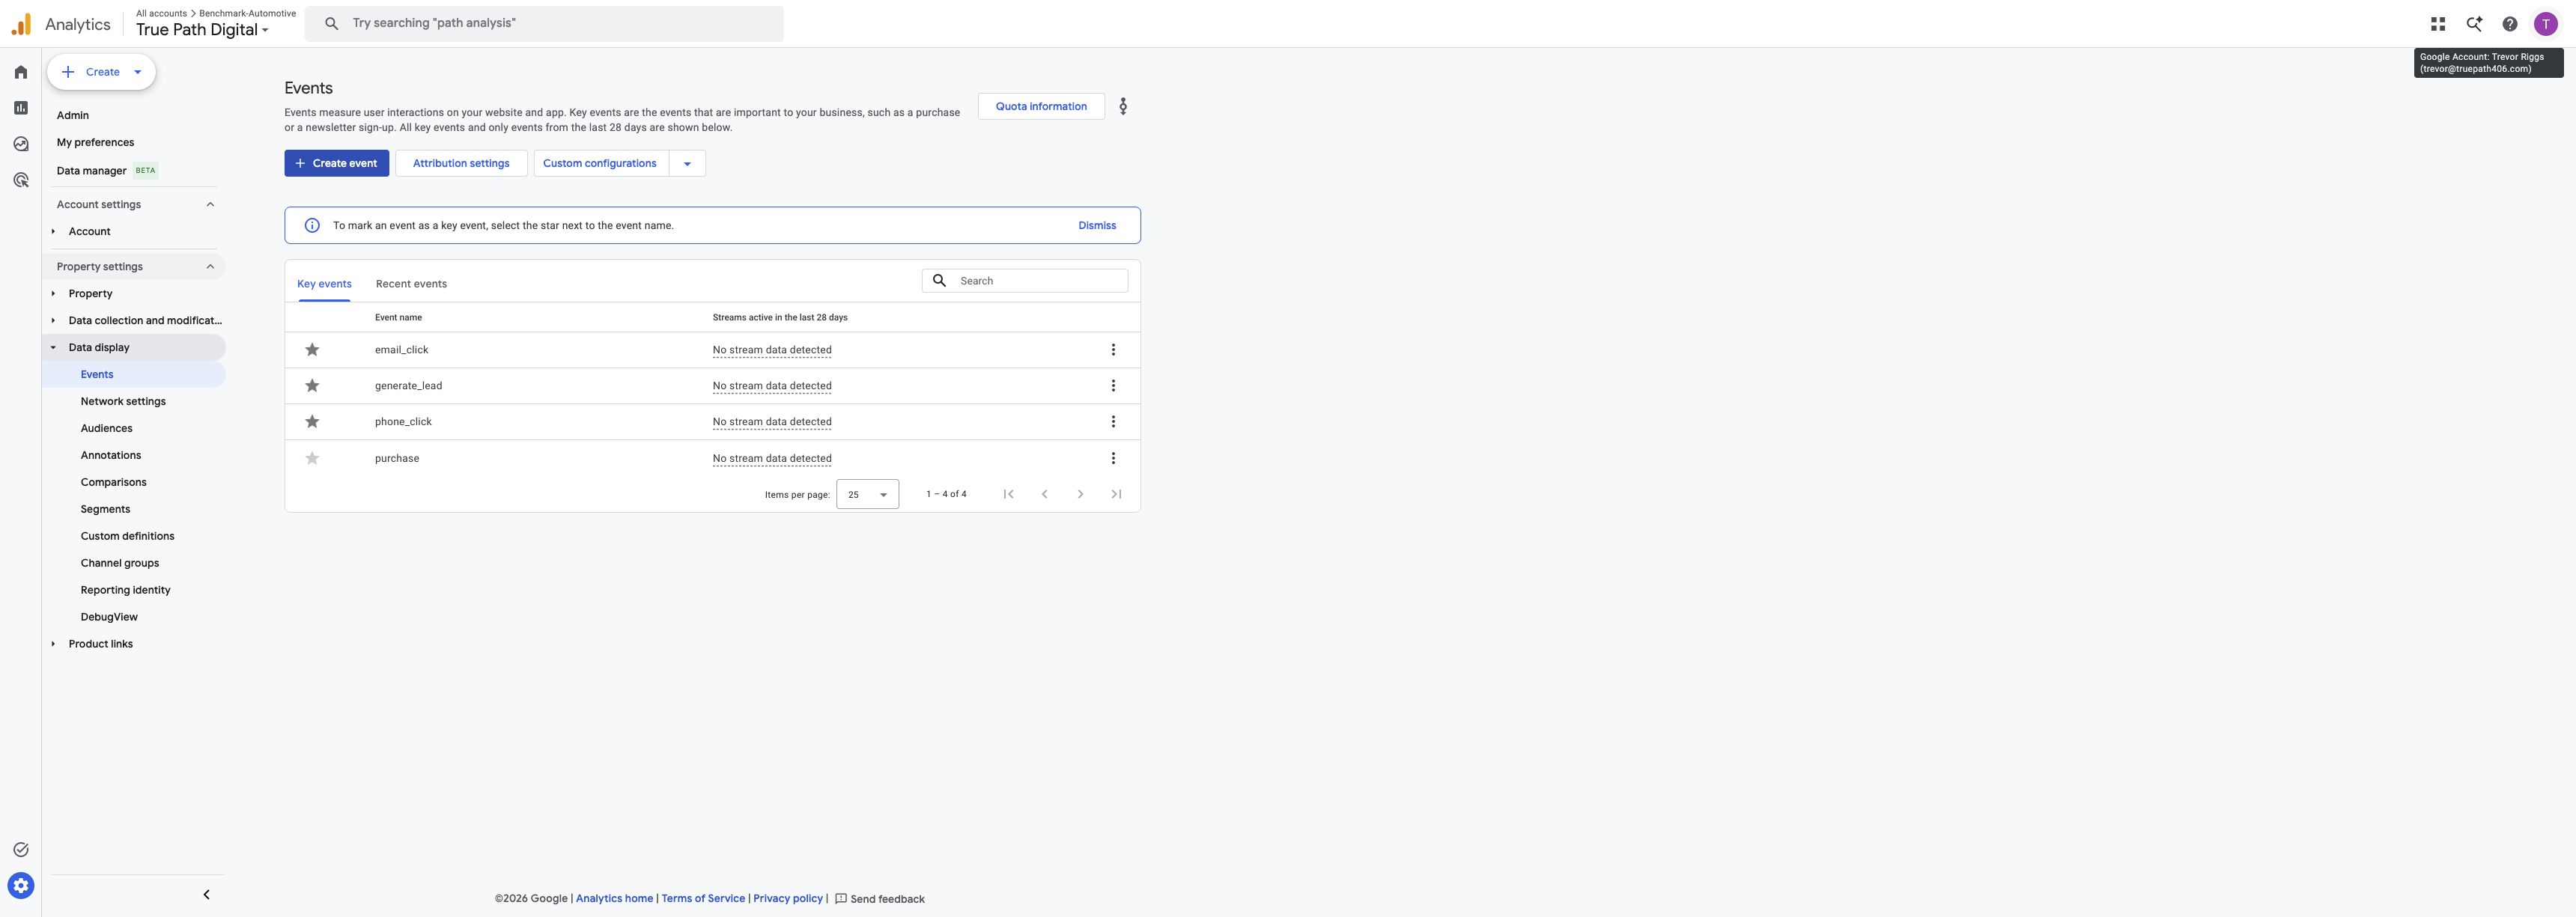 Analytics
All accounts > Benchmark-Automotive
True Path Digital
Try searching "path analysis"
T
Google Account: Trevor Riggs
(trevor@truepath406.com)
Create
Admin
My preferences
Data manager BETA
Account settings
Account
Property settings
Property
Data collection and modificat...
Data display
Events
Network settings
Audiences
Annotations
Comparisons
Segments
Custom definitions
Channel groups
Reporting identity
DebugView
Product links
Events
Events measure user interactions on your website and app. Key events are the events that are important to your business, such as a purchase
or a newsletter sign-up. All key events and only events from the last 28 days are shown below.
Quota information
Create event
Attribution settings
Custom configurations
To mark an event as a key event, select the star next to the event name.
Dismiss
Key events
Recent events
Search
Event name
Streams active in the last 28 days
email_click
No stream data detected
generate_lead
No stream data detected
phone_click
No stream data detected
purchase
No stream data detected
Items per page: 25
1 – 4 of 4
©2026 Google | Analytics home | Terms of Service | Privacy policy | Send feedback